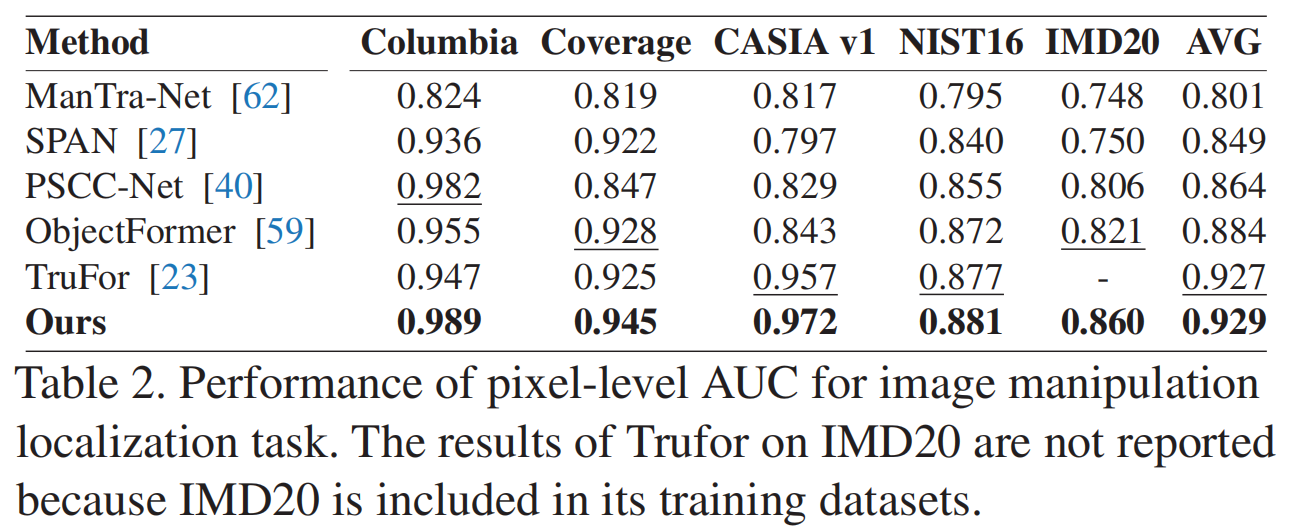 Method Columbia Coverage CASIA v1 NIST16 IMD20 AVG
ManTra-Net [62] 0.824 0.819 0.817 0.795 0.748 0.801
SPAN [27] 0.936 0.922 0.797 0.840 0.750 0.849
PSCC-Net [40] 0.982 0.847 0.829 0.855 0.806 0.864
ObjectFormer [59] 0.955 0.928 0.843 0.872 0.821 0.884
TruFor [23] 0.947 0.925 0.957 0.877 - 0.927
Ours 0.989 0.945 0.972 0.881 0.860 0.929
Table 2. Performance of pixel-level AUC for image manipulation
localization task. The results of Trufor on IMD20 are not reported
because IMD20 is included in its training datasets.